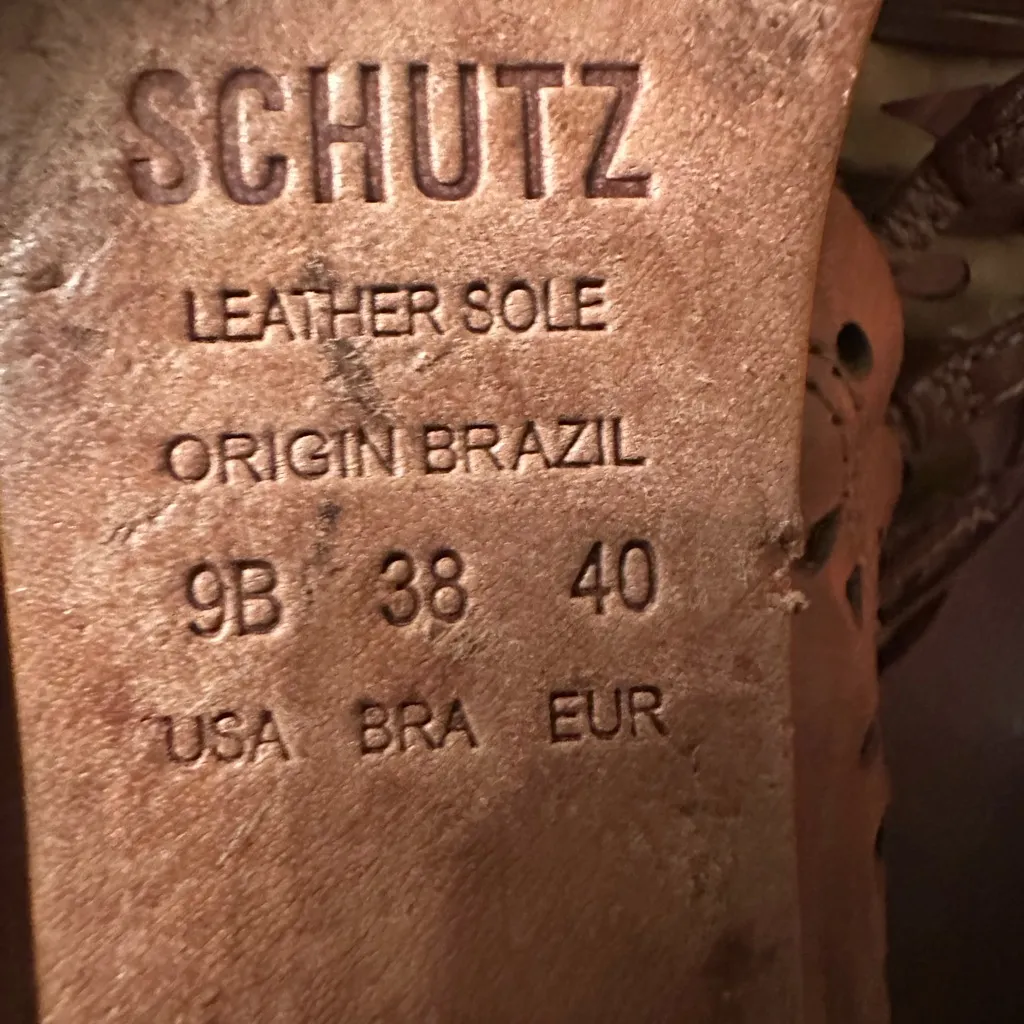 SCHUTZ
LEATHER SOLE
ORIGIN BRAZIL
9B 38 40
USA BRA EUR